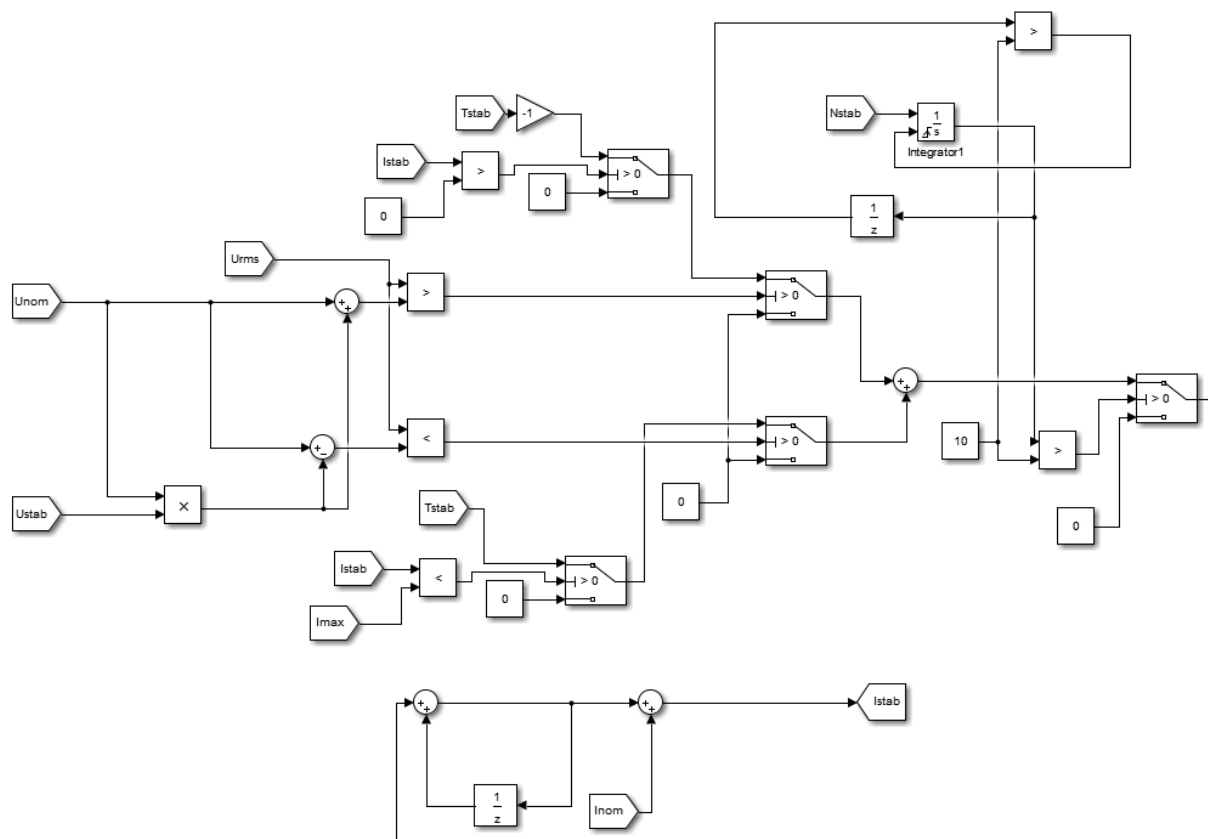 >
Tstab
-1
Nstab
1
s
Integrator1
Istab
>
> 0
0
0
1
z
Urms
Unom
+
+
>
> 0
+
+
> 0
+
-
<
> 0
10
>
Ustab
×
0
0
Tstab
Istab
<
> 0
0
Imax
+
+
+
+
Istab
1
z
Inom